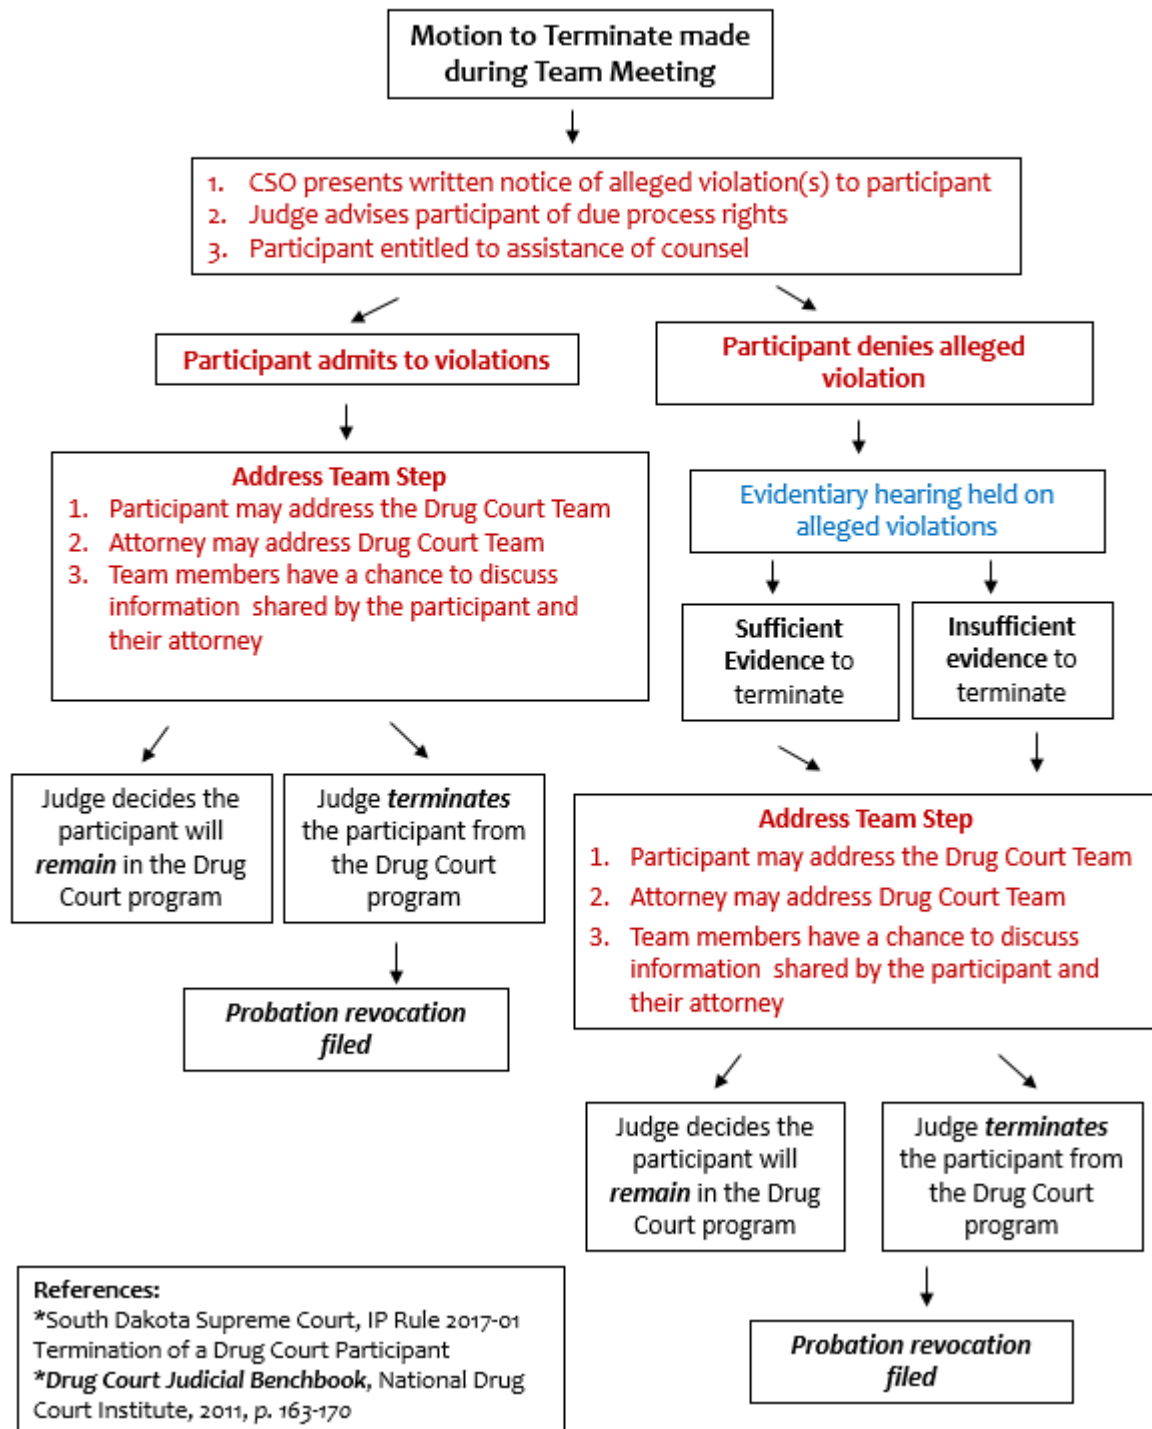 Motion to Terminate made
during Team Meeting
1. CSO presents written notice of alleged violation(s) to participant
2. Judge advises participant of due process rights
3. Participant entitled to assistance of counsel
Participant admits to violations
Participant denies alleged
violation
Address Team Step
1. Participant may address the Drug Court Team
2. Attorney may address Drug Court Team
3. Team members have a chance to discuss
information shared by the participant and
their attorney
Evidentiary hearing held on
alleged violations
Sufficient
Evidence to
terminate
Insufficient
evidence to
terminate
Judge decides the
participant will
remain in the Drug
Court program
Judge terminates
the participant from
the Drug Court
program
Probation revocation
filed
Address Team Step
1. Participant may address the Drug Court Team
2. Attorney may address Drug Court Team
3. Team members have a chance to discuss
information shared by the participant and
their attorney
Judge decides the
participant will
remain in the Drug
Court program
Judge terminates
the participant from
the Drug Court
program
Probation revocation
filed
References:
*South Dakota Supreme Court, IP Rule 2017-01
Termination of a Drug Court Participant
*Drug Court Judicial Benchbook, National Drug
Court Institute, 2011, p. 163-170